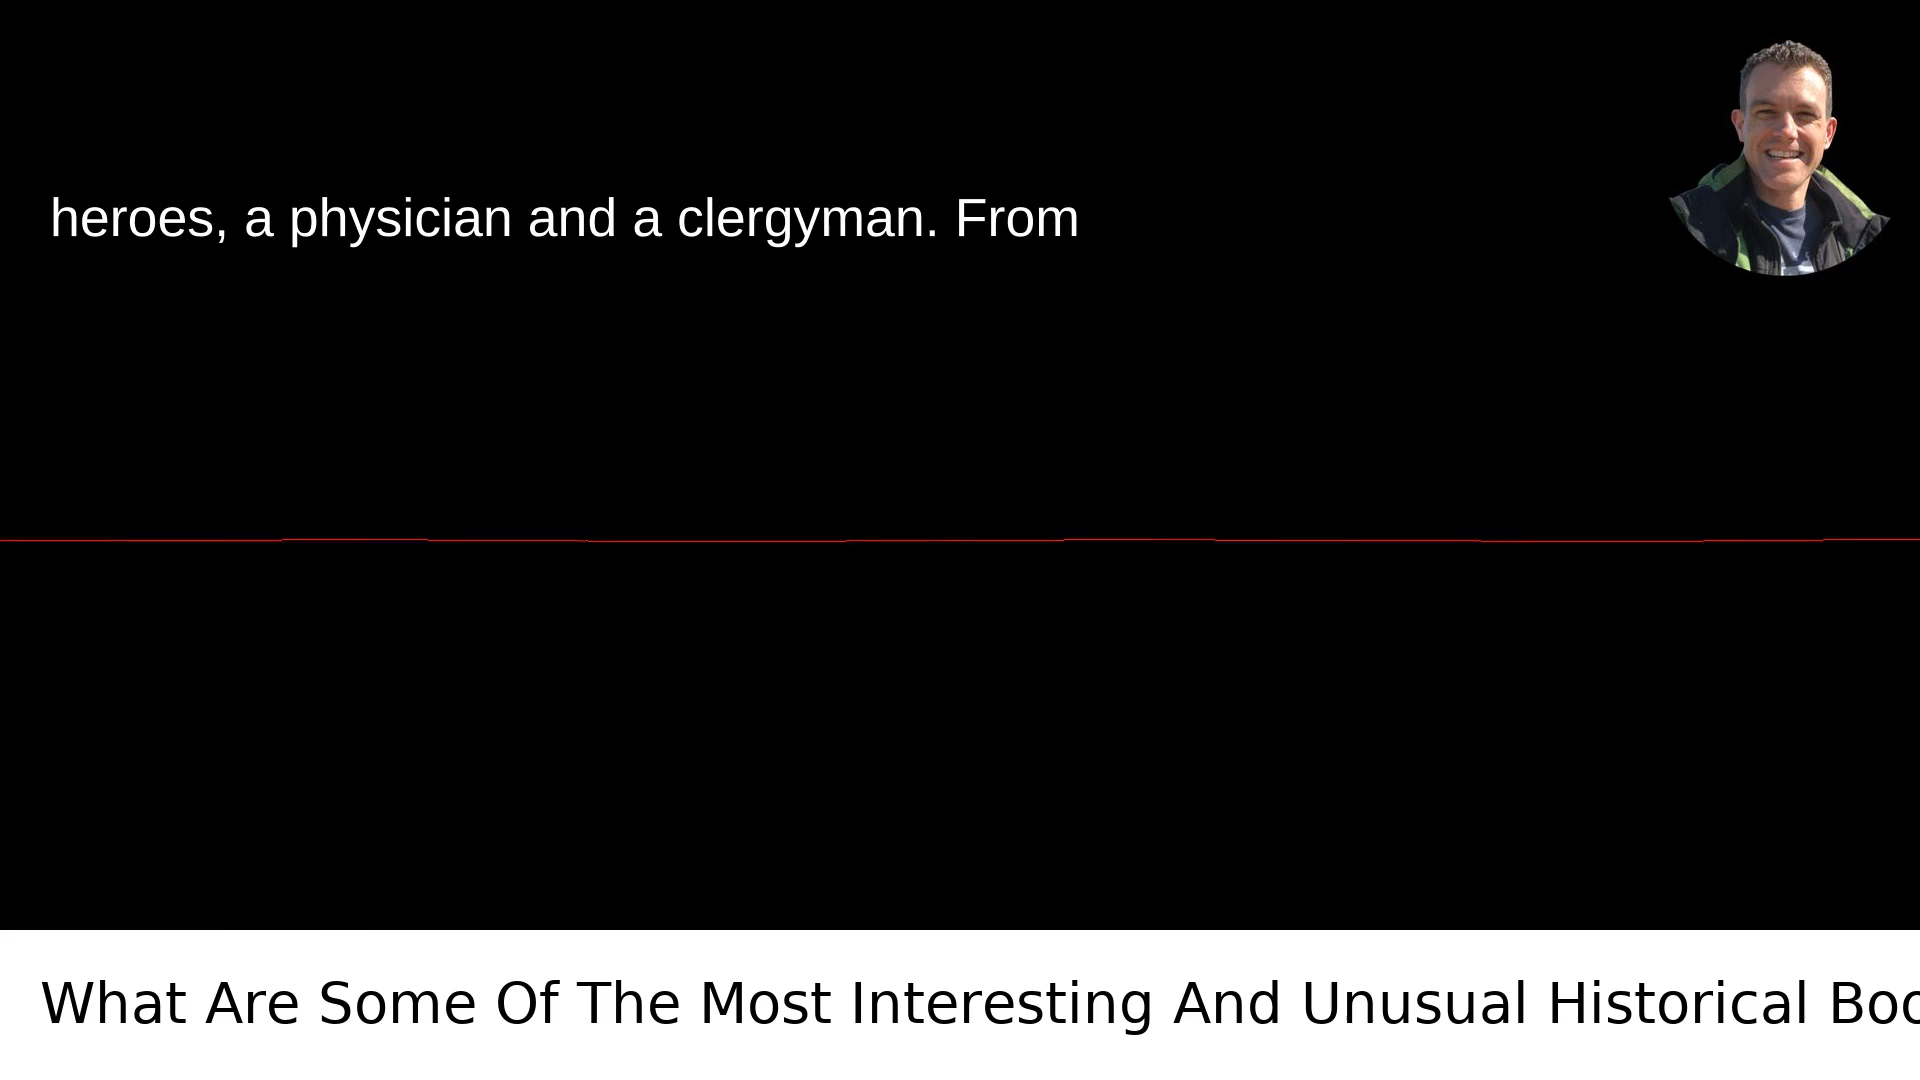 heroes, a physician and a clergyman. From
What Are Some Of The Most Interesting And Unusual Historical